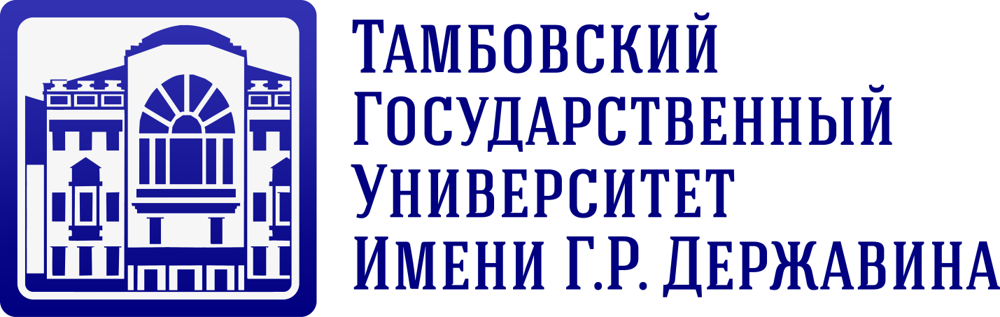 Тамбовский
Государственный
Университет
Имени Г.Р. Державина